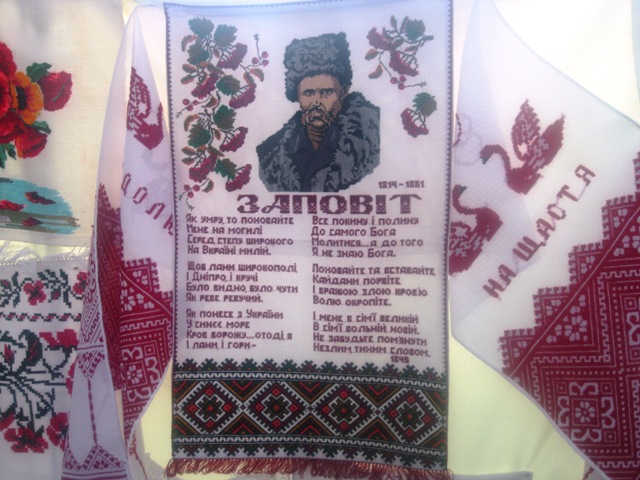 ДОЛЯ
1814-1861
ЗАПОВІТ
Як умру, то поховайте
Мене на могилі
Серед степу широкого
На Вкраїні милій.
Щоб лани широкополі
І Дніпро, і кручі
Було видно, було чути
Як реве ревучий.
Як понесе з України
У синєє море
Кров ворожу...отоді я
І лани, і гори-
Все покину і полину
До самого Бога
Молитися...а до того
Я не знаю Бога.
Поховайте та вставайте
Кайдани порвіте
І вражою злою кров'ю
Волю окропіте.
І мене в сім'ї великій
В сім'ї вольній, новій,
Не забудьте пом'янути
Незлим, тихим словом.
1845
НА ЩАСТЯ